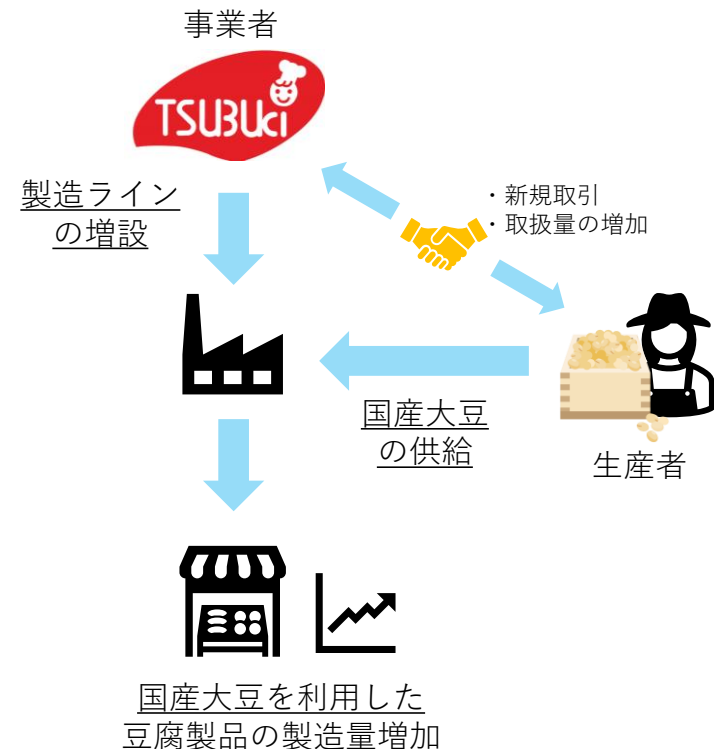 事業者
TSUBUki
製造ライン
の増設
・新規取引
・取扱量の増加
国産大豆
の供給
生産者
国産大豆を利用した
豆腐製品の製造量増加